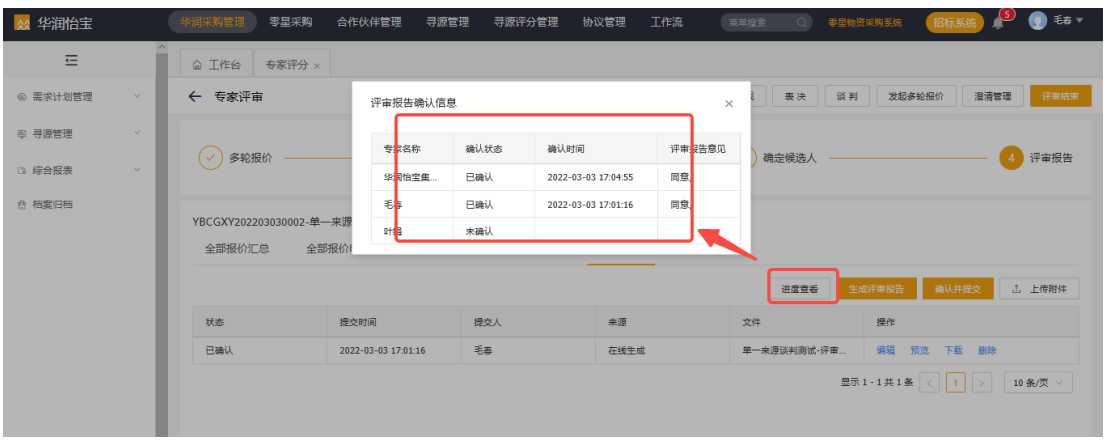 华润怡宝 华润采购管理 零星采购 合作伙伴管理 寻源管理 寻源评分管理 协议管理 工作流 菜单搜索 零星物资采购系统 招标系统 5 毛春
工作台 专家评分 ×
需求计划管理
寻源管理
综合报表
档案归档
← 专家评审 表决 谈判 发起多轮报价 澄清管理 评审结束
多轮报价 确定候选人 4 评审报告
评审报告确认信息 ×
专家名称 确认状态 确认时间 评审报告意见
华润怡宝集... 已确认 2022-03-03 17:04:55 同意。
毛春 已确认 2022-03-03 17:01:16 同意。
叶娟 未确认
YBCGXY202203030002-单一来源
全部报价汇总 全部报价
进度查看 生成评审报告 确认并提交 上传附件
状态 提交时间 提交人 来源 文件 操作
已确认 2022-03-03 17:01:16 毛春 在线生成 单一来源谈判测试-评审... 编辑 预览 下载 删除
显示 1 - 1 共 1 条 < 1 > 10 条/页